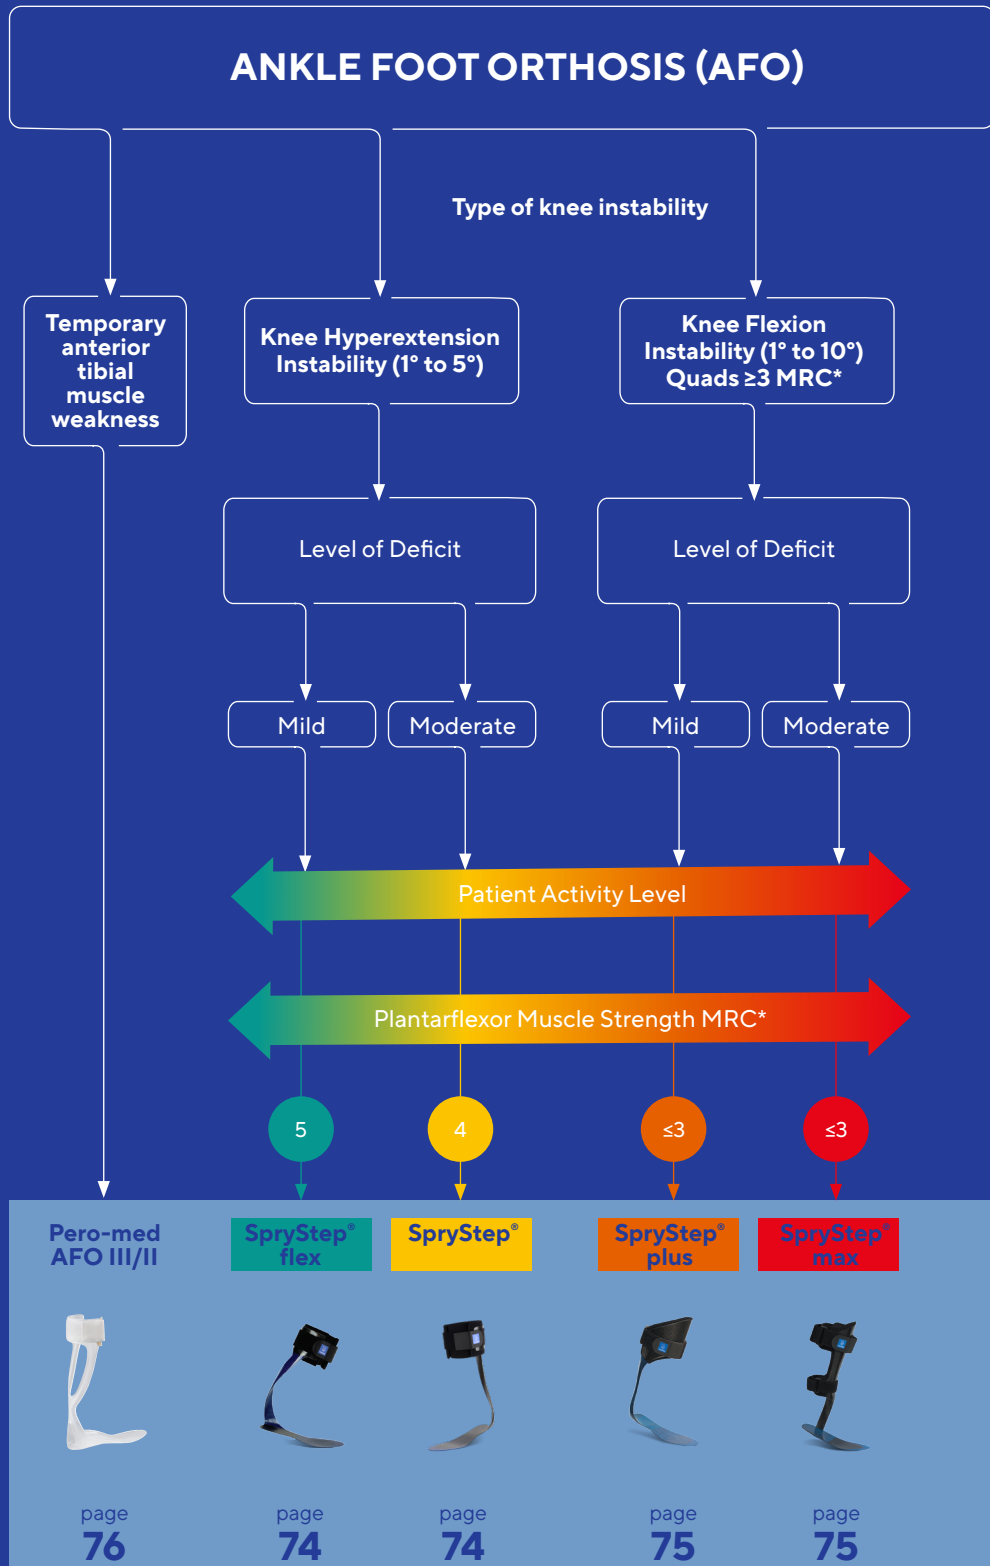 ANKLE FOOT ORTHOSIS (AFO)
Type of knee instability
Temporary
anterior
tibial
muscle
weakness
Knee Hyperextension
Instability (1° to 5°)
Knee Flexion
Instability (1° to 10°)
Quads ≥3 MRC*
Level of Deficit
Level of Deficit
Mild
Moderate
Mild
Moderate
Patient Activity Level
Plantarflexor Muscle Strength MRC*
5
4
≤3
≤3
Pero-med
AFO III/II
SpryStep®
flex
SpryStep®
SpryStep®
plus
SpryStep®
max
page
76
page
74
page
74
page
75
page
75